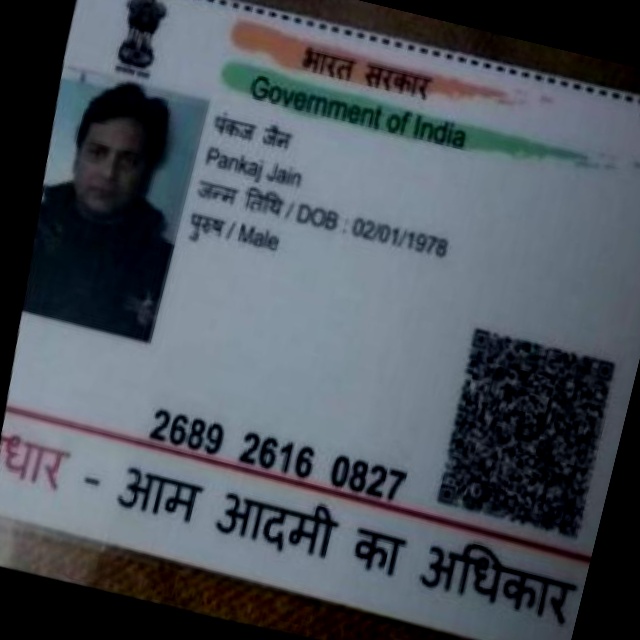 भारत सरकार
Government of India
पंकज जैन
Pankaj Jain
जन्म तिथि / DOB : 02/01/1978
पुरुष / Male
2689 2616 0827
धार - आम आदमी का अधिकार